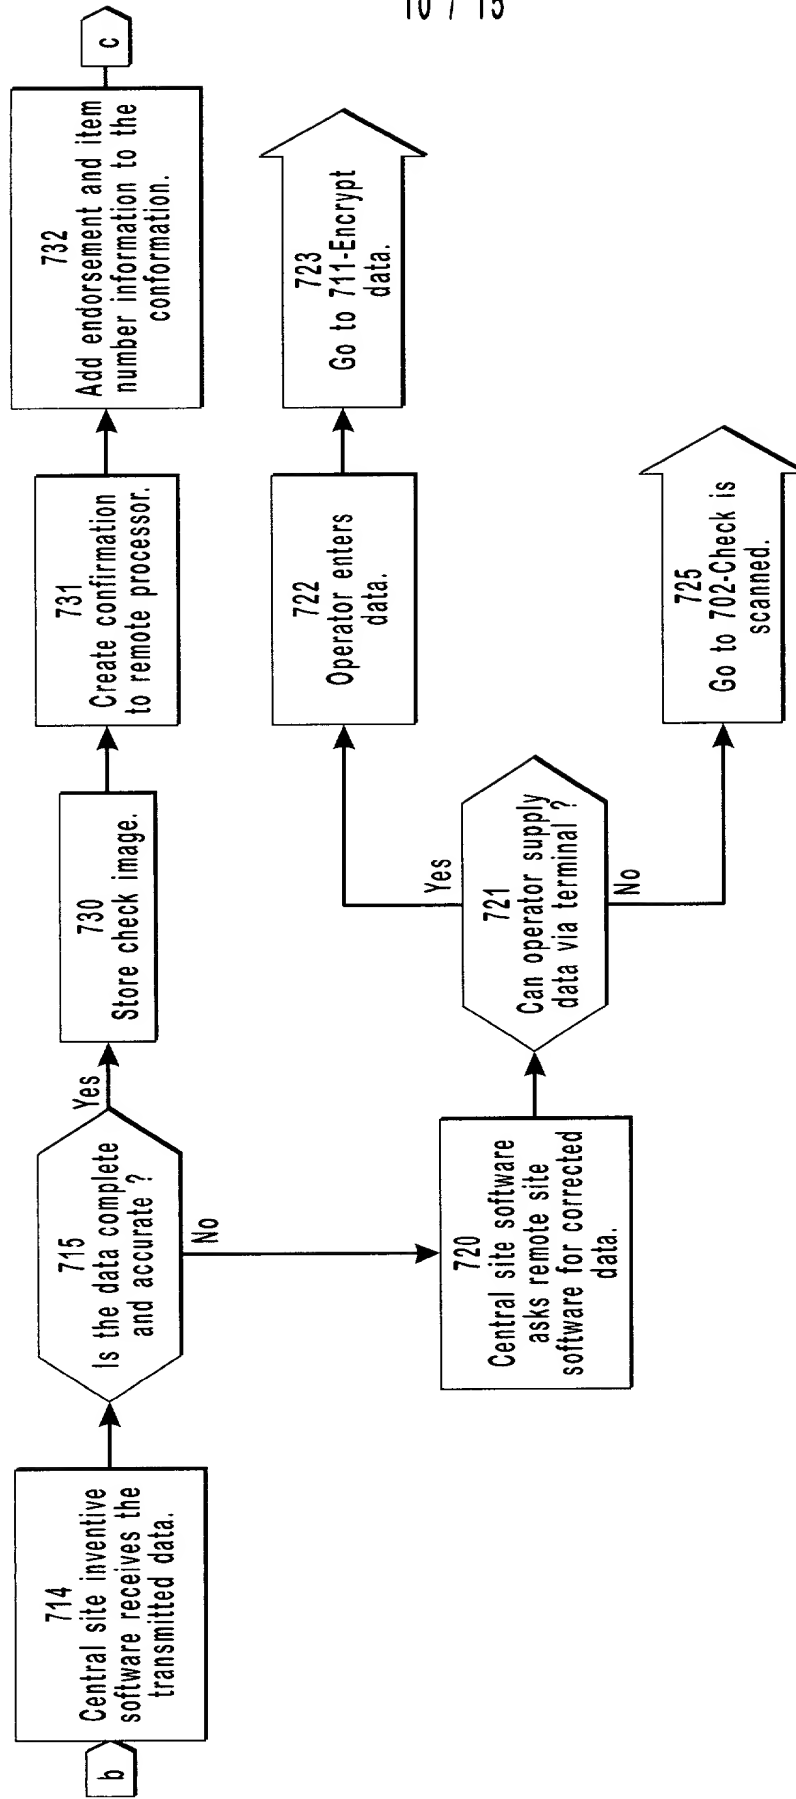 10 / 15
b
714
Central site inventive
software receives the
transmitted data.
715
Is the data complete
and accurate ?
Yes
No
730
Store check image.
731
Create confirmation
to remote processor.
732
Add endorsement and item
number information to the
conformation.
c
720
Central site software
asks remote site
software for corrected
data.
721
Can operator supply
data via terminal ?
Yes
No
722
Operator enters
data.
723
Go to 711-Encrypt
data.
725
Go to 702-Check is
scanned.